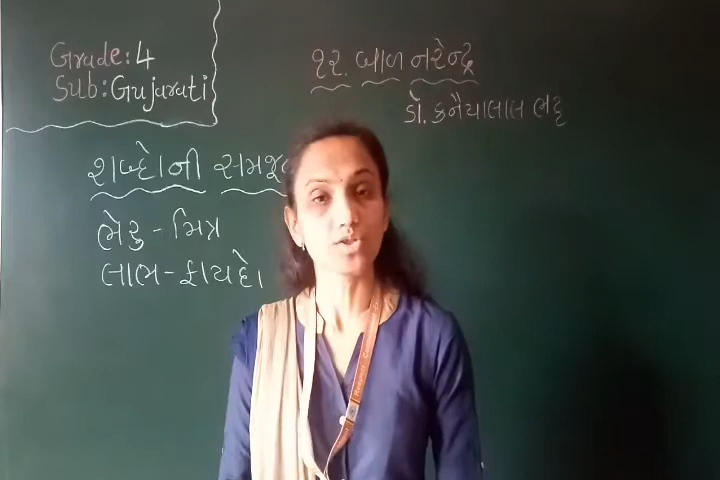 Grade: 4
Sub: Gujarati
૧૨. બાળ નરેન્દ્ર
ડૉ. કનૈયાલાલ ભટ્ટ
શબ્દોની
ભેરુ - મિત્ર
લાભ - ફાયદો